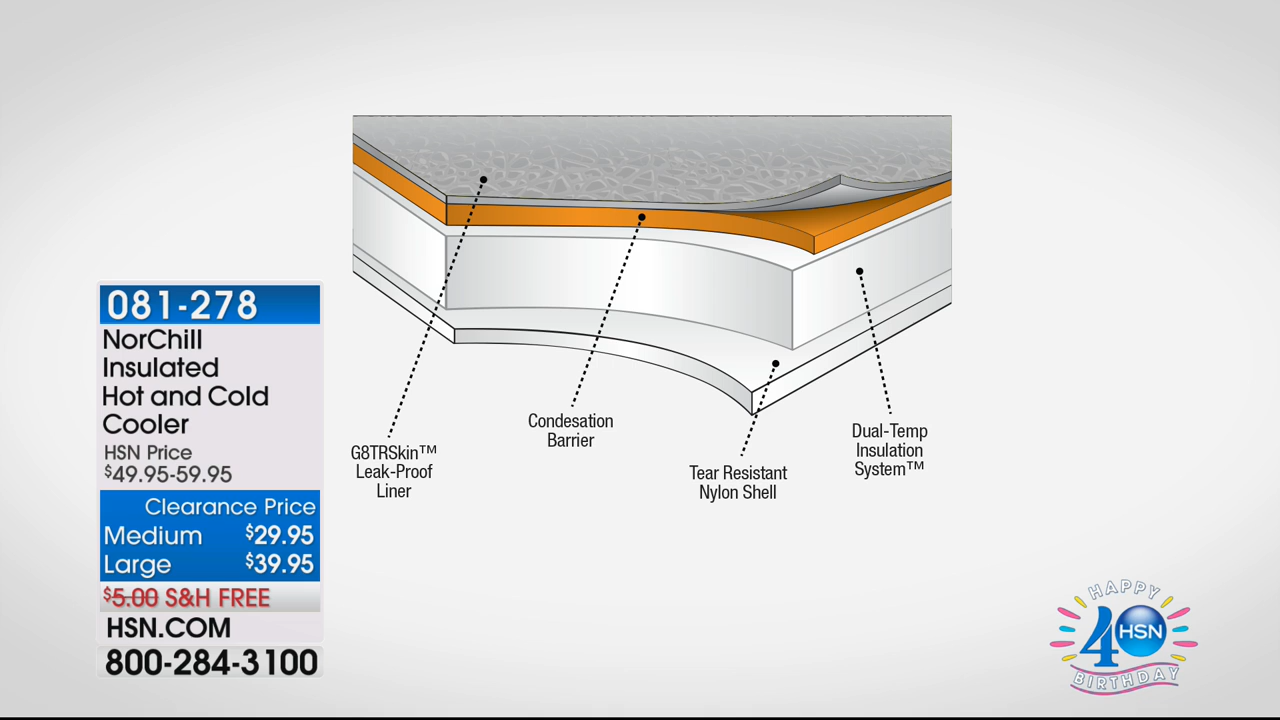 081-278
NorChill
Insulated
Hot and Cold
Cooler
HSN Price
$49.95-59.95
Clearance Price
Medium $29.95
Large $39.95
$5.00 S&H FREE
HSN.COM
800-284-3100
G8TRSkin™
Leak-Proof
Liner
Condesation
Barrier
Tear Resistant
Nylon Shell
Dual-Temp
Insulation
System™
HAPPY
40 HSN
BIRTHDAY